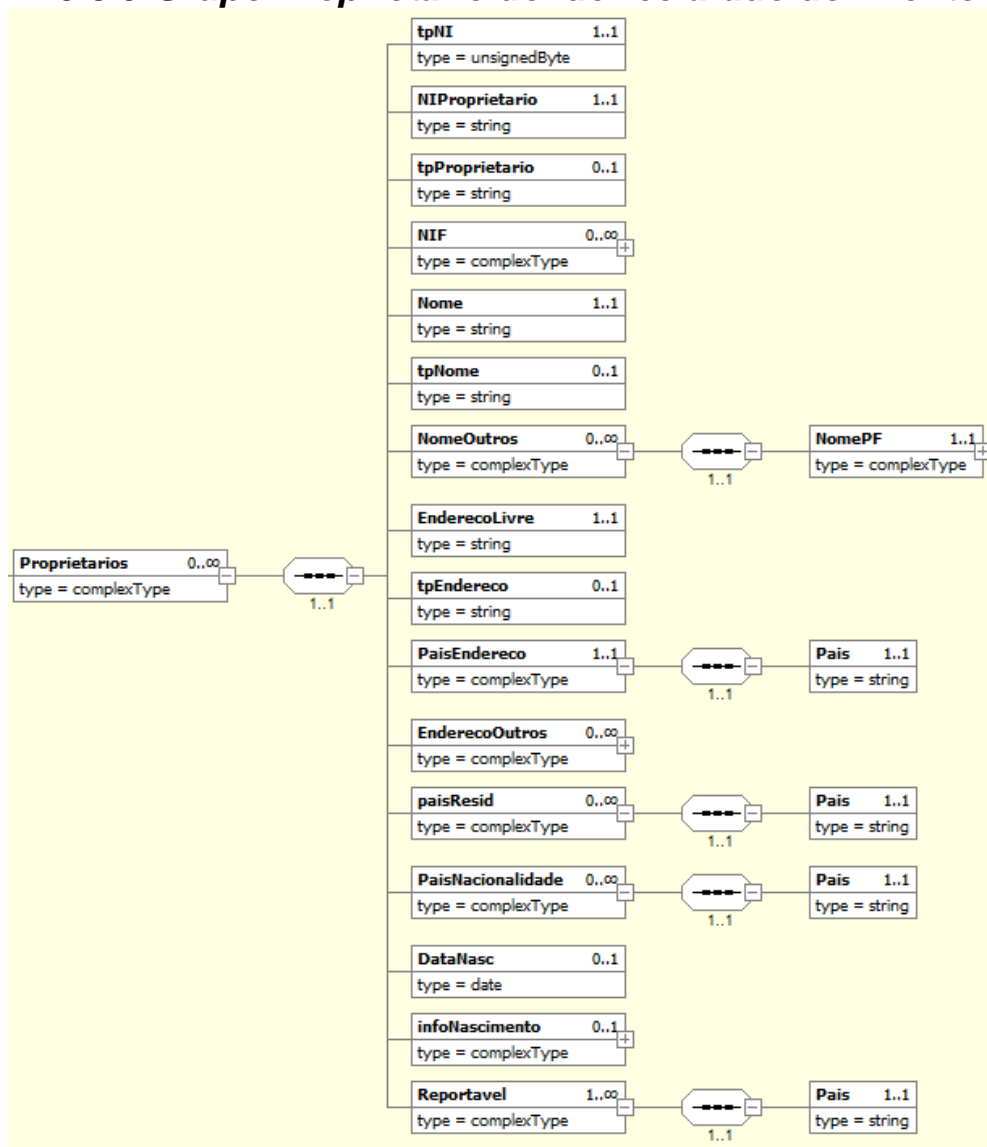 tpNI 1..1
type = unsignedByte
NIProprietario 1..1
type = string
tpProprietario 0..1
type = string
NIF 0..∞
type = complexType
Nome 1..1
type = string
tpNome 0..1
type = string
NomeOutros 0..∞
type = complexType
1..1
NomePF 1..1
type = complexType
EnderecoLivre 1..1
type = string
Proprietarios 0..∞
type = complexType
1..1
tpEndereco 0..1
type = string
PaisEndereco 1..1
type = complexType
1..1
Pais 1..1
type = string
EnderecoOutros 0..∞
type = complexType
paisResid 0..∞
type = complexType
1..1
Pais 1..1
type = string
PaisNacionalidade 0..∞
type = complexType
1..1
Pais 1..1
type = string
DataNasc 0..1
type = date
infoNascimento 0..1
type = complexType
Reportavel 1..∞
type = complexType
1..1
Pais 1..1
type = string